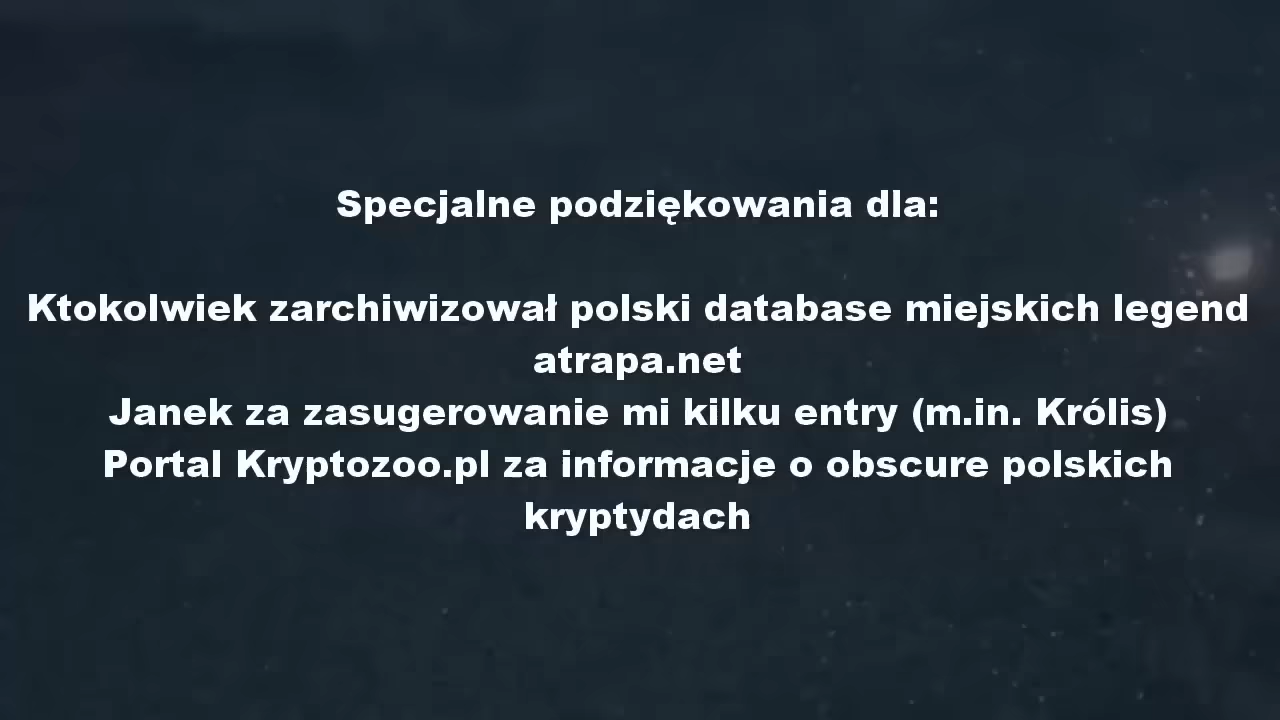 Specjalne podziękowania dla:
Ktokolwiek zarchiwizował polski database miejskich legend
atrapa.net
Janek za zasugerowanie mi kilku entry (m.in. Królis)
Portal Kryptozoo.pl za informacje o obscure polskich
kryptydach